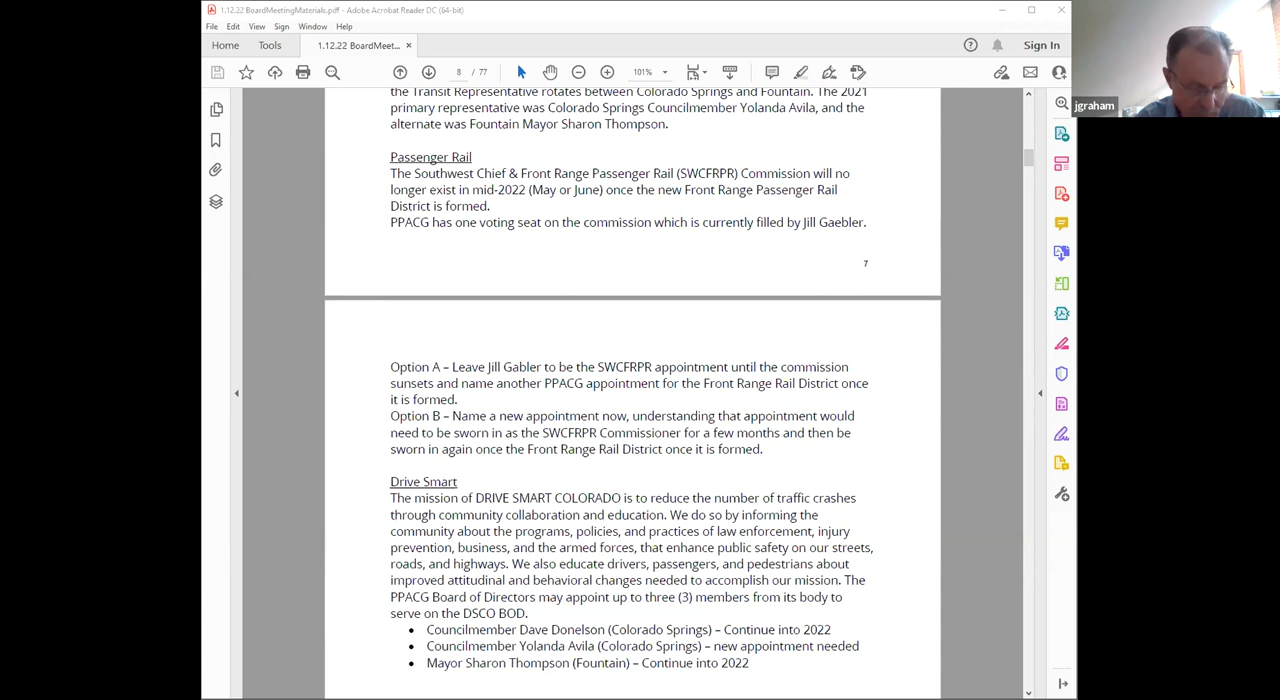 1.12.22 BoardMeetingMaterials.pdf - Adobe Acrobat Reader DC (64-bit)
File Edit View Sign Window Help
Home Tools 1.12.22 BoardMeet... × Sign In
8 / 77 101%
the Transit Representative rotates between Colorado Springs and Fountain. The 2021
primary representative was Colorado Springs Councilmember Yolanda Avila, and the
alternate was Fountain Mayor Sharon Thompson.
Passenger Rail
The Southwest Chief & Front Range Passenger Rail (SWCFRPR) Commission will no
longer exist in mid-2022 (May or June) once the new Front Range Passenger Rail
District is formed.
PPACG has one voting seat on the commission which is currently filled by Jill Gaebler.
7
Option A – Leave Jill Gabler to be the SWCFRPR appointment until the commission
sunsets and name another PPACG appointment for the Front Range Rail District once
it is formed.
Option B – Name a new appointment now, understanding that appointment would
need to be sworn in as the SWCFRPR Commissioner for a few months and then be
sworn in again once the Front Range Rail District once it is formed.
Drive Smart
The mission of DRIVE SMART COLORADO is to reduce the number of traffic crashes
through community collaboration and education. We do so by informing the
community about the programs, policies, and practices of law enforcement, injury
prevention, business, and the armed forces, that enhance public safety on our streets,
roads, and highways. We also educate drivers, passengers, and pedestrians about
improved attitudinal and behavioral changes needed to accomplish our mission. The
PPACG Board of Directors may appoint up to three (3) members from its body to
serve on the DSCO BOD.
• Councilmember Dave Donelson (Colorado Springs) – Continue into 2022
• Councilmember Yolanda Avila (Colorado Springs) – new appointment needed
• Mayor Sharon Thompson (Fountain) – Continue into 2022
jgraham